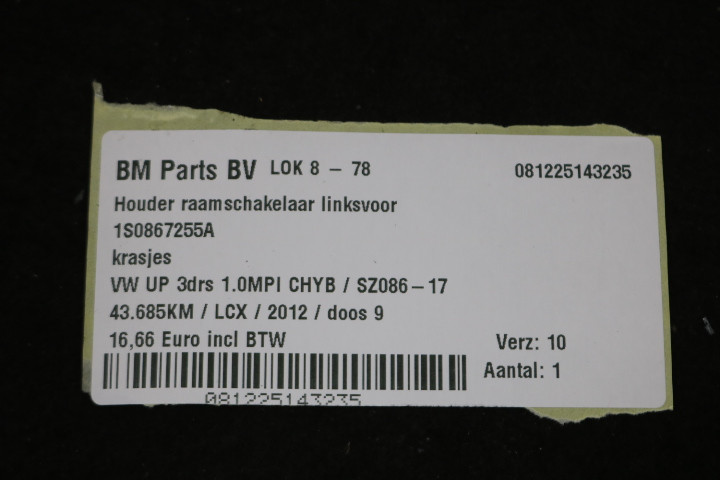 BM Parts BV LOK 8 – 78 081225143235
Houder raamschakelaar linksvoor
1S0867255A
krasjes
VW UP 3drs 1.0MPI CHYB / SZ086–17
43.685KM / LCX / 2012 / doos 9
16,66 Euro incl BTW Verz: 10
Aantal: 1
081225143235